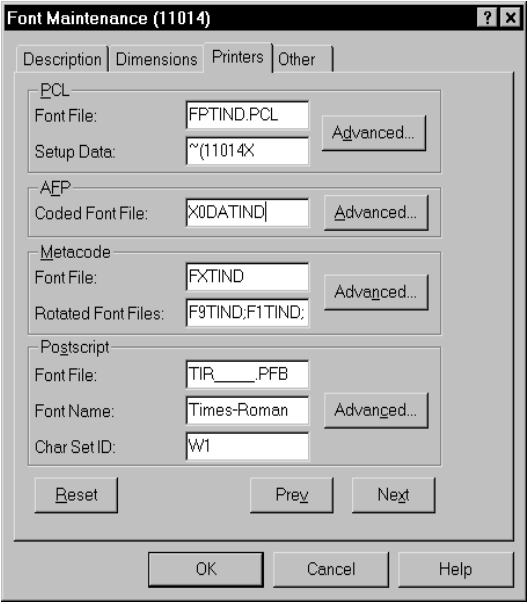 Font Maintenance (11014) ? X
Description Dimensions Printers Other
PCL
Font File: FPTIND.PCL
Advanced...
Setup Data: ~(11014X
AFP
Coded Font File: X0DATIND Advanced...
Metacode
Font File: FXTIND
Advanced...
Rotated Font Files: F9TIND;F1TIND;
Postscript
Font File: TIR_____.PFB
Font Name: Times-Roman Advanced...
Char Set ID: W1
Reset Prev Next
OK Cancel Help